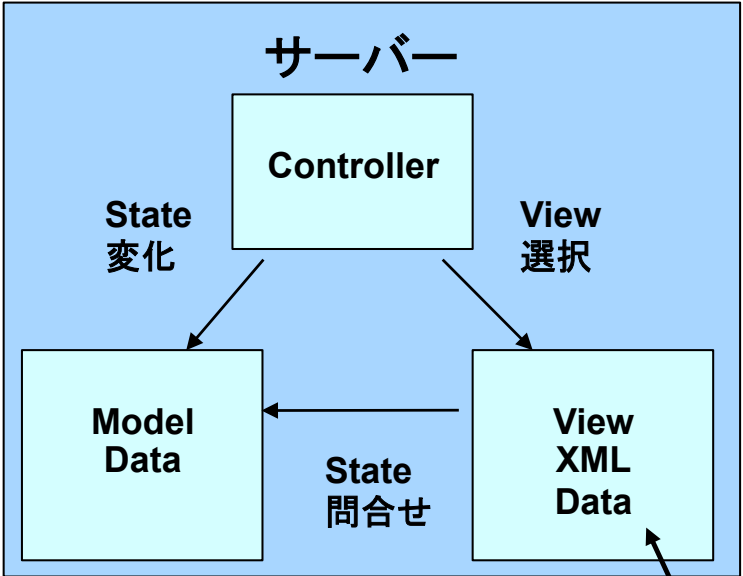 サーバー
Controller
State
変化
View
選択
Model
Data
State
問合せ
View
XML
Data